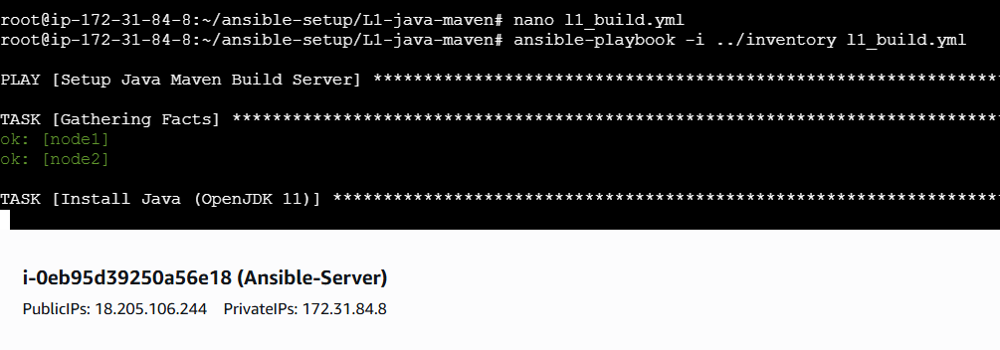 root@ip-172-31-84-8:~/ansible-setup/L1-java-maven# nano l1_build.yml
root@ip-172-31-84-8:~/ansible-setup/L1-java-maven# ansible-playbook -i ../inventory l1_build.yml
PLAY [Setup Java Maven Build Server] ***************************************************************
TASK [Gathering Facts] *****************************************************************************
ok: [node1]
ok: [node2]
TASK [Install Java (OpenJDK 11)] *******************************************************************
i-0eb95d39250a56e18 (Ansible-Server)
PublicIPs: 18.205.106.244 PrivateIPs: 172.31.84.8